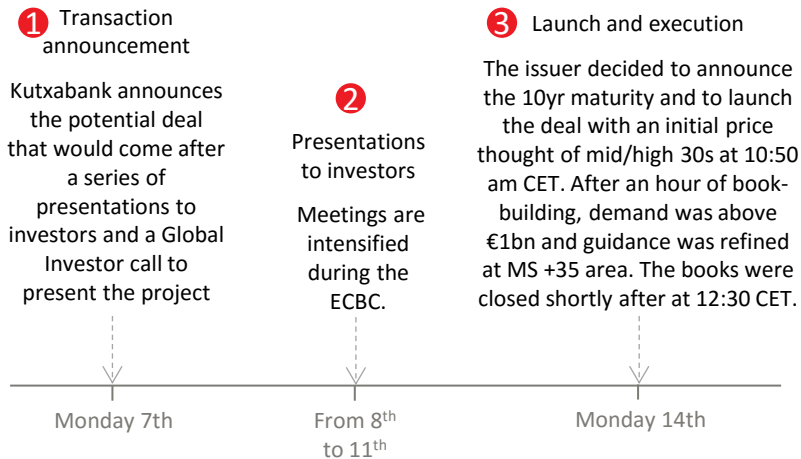 1 Transaction
announcement
Kutxabank announces
the potential deal
that would come after
a series of
presentations to
investors and a Global
Investor call to
present the project
2
Presentations
to investors
Meetings are
intensified
during the
ECBC.
3 Launch and execution
The issuer decided to announce
the 10yr maturity and to launch
the deal with an initial price
thought of mid/high 30s at 10:50
am CET. After an hour of book-
building, demand was above
€1bn and guidance was refined
at MS +35 area. The books were
closed shortly after at 12:30 CET.
Monday 7th
From 8th
to 11th
Monday 14th